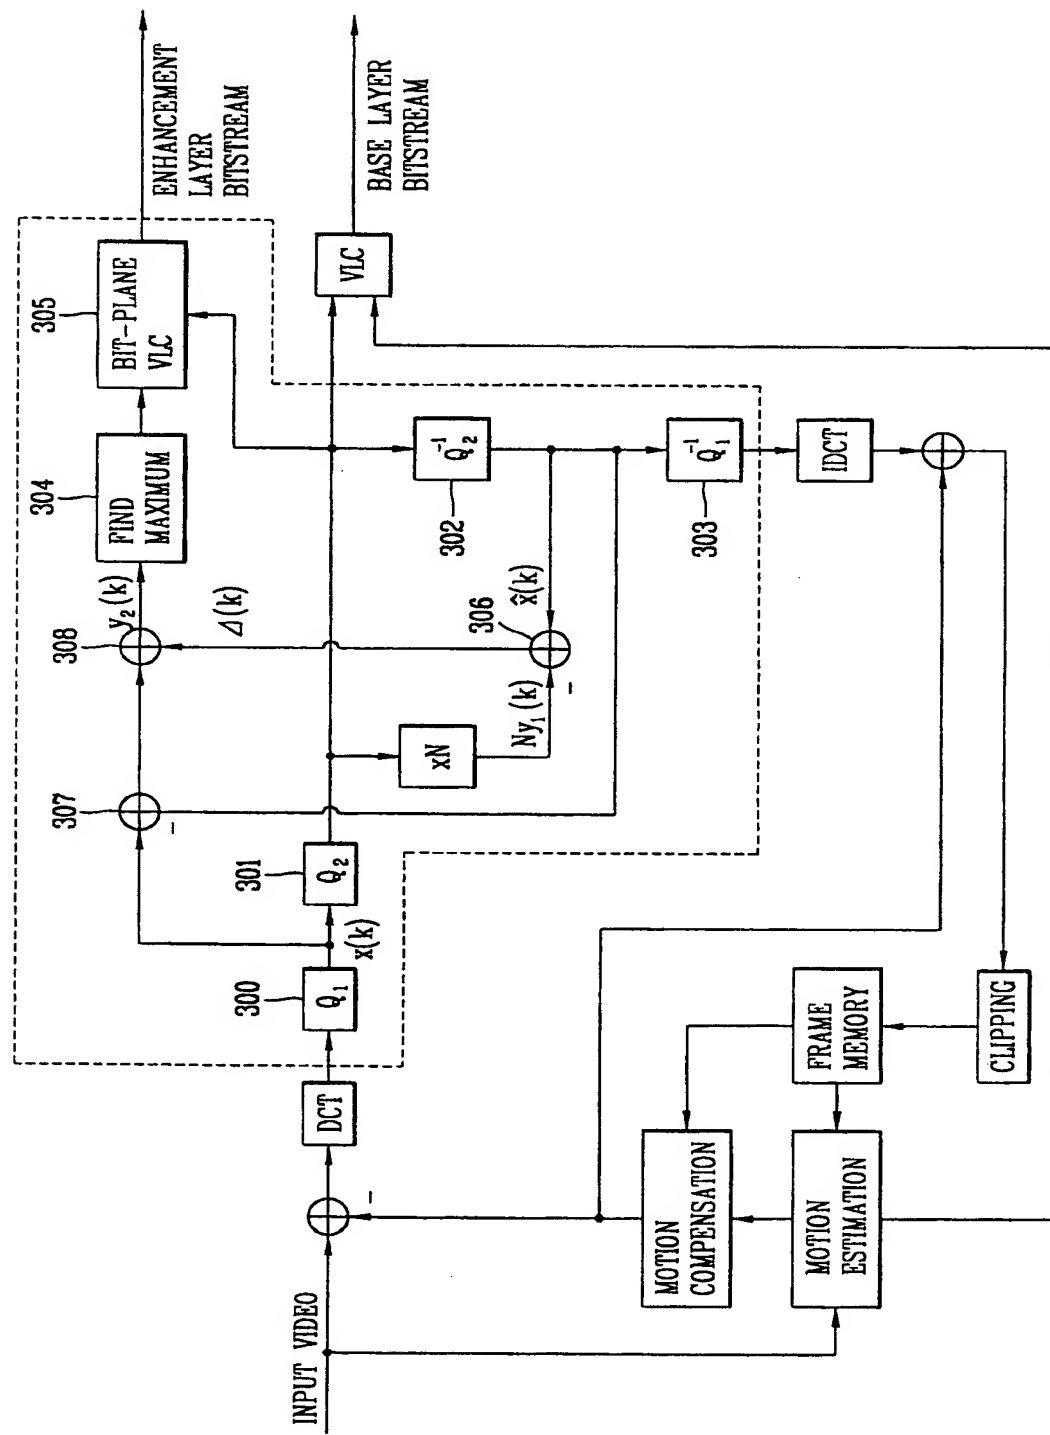 INPUT VIDEO
DCT
300
Q1
x(k)
301
Q2
307
-
308
y2(k)
Δ(k)
304
FIND
MAXIMUM
305
BIT-PLANE
VLC
ENHANCEMENT
LAYER
BITSTREAM
VLC
BASE LAYER
BITSTREAM
xN
Ny1(k)
-
306
x̂(k)
302
Q2⁻¹
303
Q1⁻¹
IDCT
-
MOTION
COMPENSATION
MOTION
ESTIMATION
FRAME
MEMORY
CLIPPING